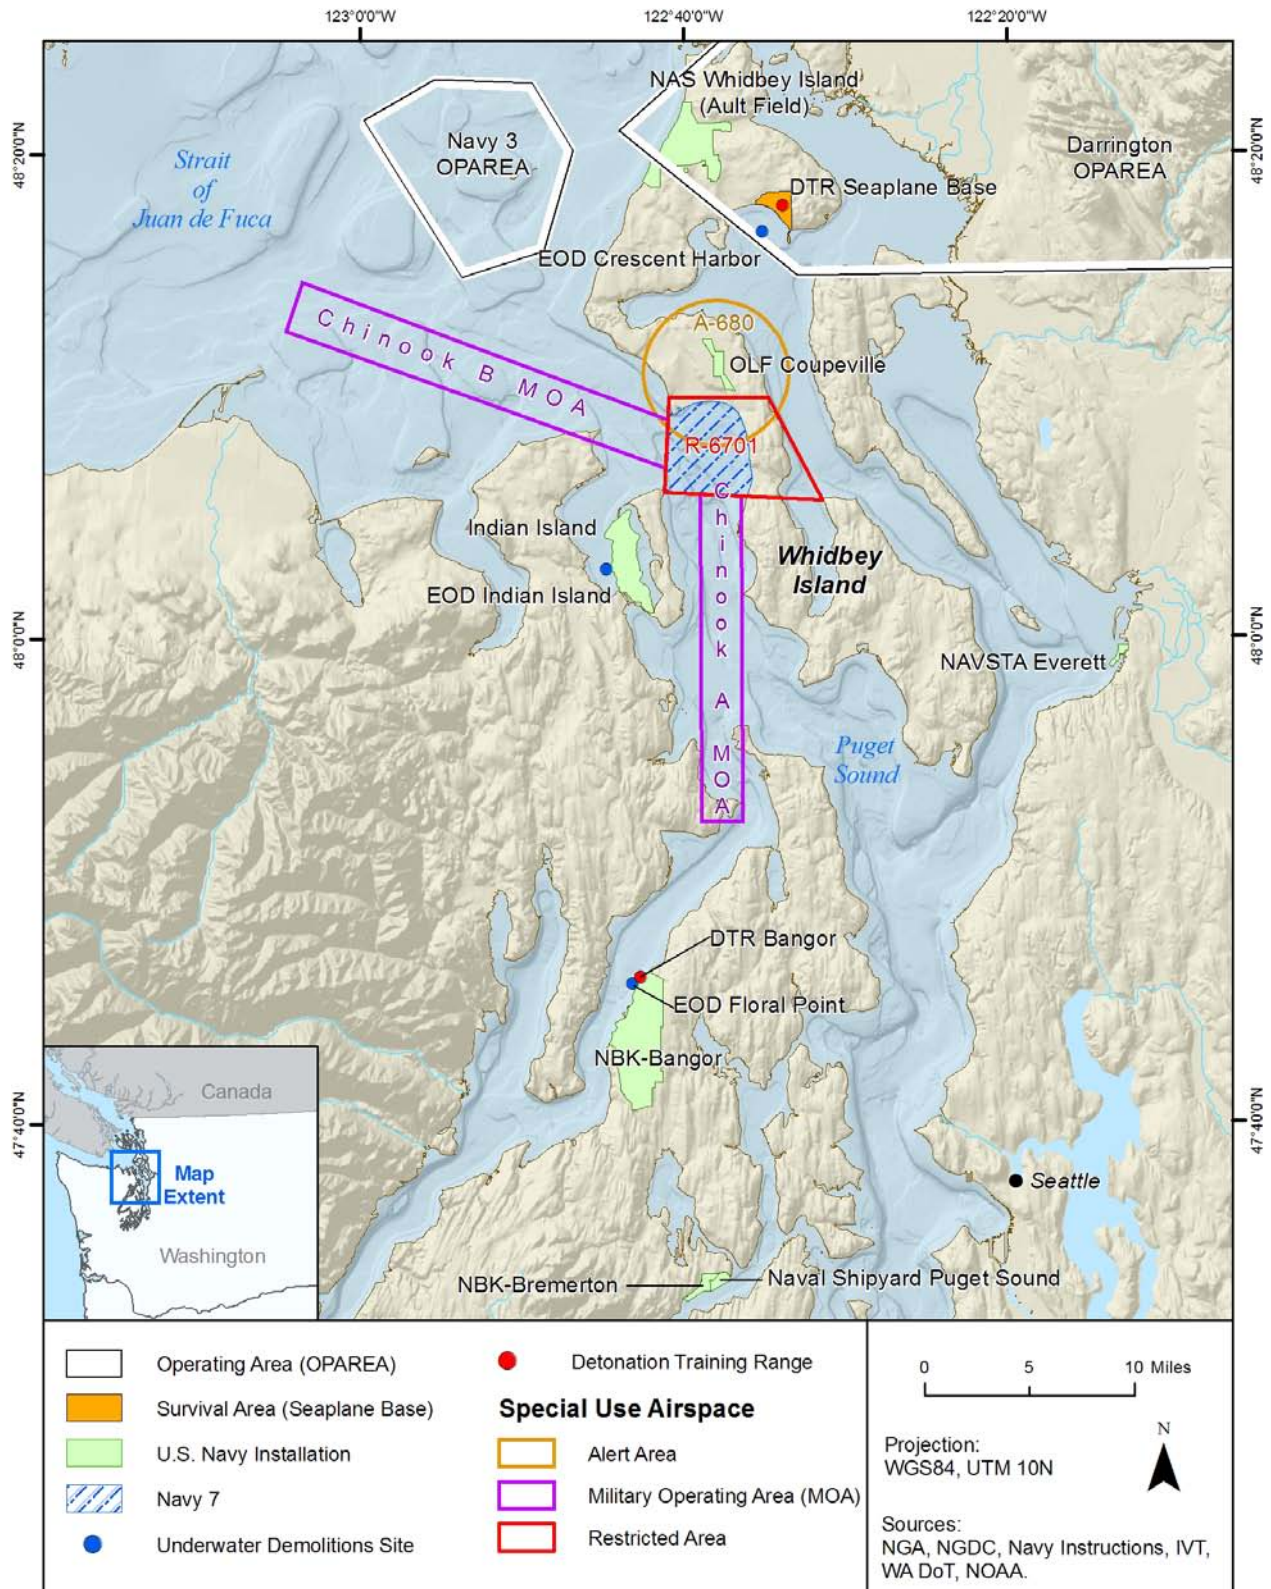 123°0'0"W
122°40'0"W
122°20'0"W
48°20'0"N
48°20'0"N
48°0'0"N
48°0'0"N
47°40'0"N
47°40'0"N
NAS Whidbey Island
(Ault Field)
Navy 3
OPAREA
Darrington
OPAREA
Strait
of
Juan de Fuca
DTR Seaplane Base
EOD Crescent Harbor
Chinook B MOA
A-680
OLF Coupeville
R-6701
Chinook A MOA
Indian Island
EOD Indian Island
Whidbey
Island
NAVSTA Everett
Puget
Sound
DTR Bangor
EOD Floral Point
NBK-Bangor
Seattle
NBK-Bremerton
Naval Shipyard Puget Sound
Canada
Map
Extent
Washington
Operating Area (OPAREA)
Survival Area (Seaplane Base)
U.S. Navy Installation
Navy 7
Underwater Demolitions Site
Detonation Training Range
Special Use Airspace
Alert Area
Military Operating Area (MOA)
Restricted Area
0 5 10 Miles
N
Projection:
WGS84, UTM 10N
Sources:
NGA, NGDC, Navy Instructions, IVT,
WA DoT, NOAA.